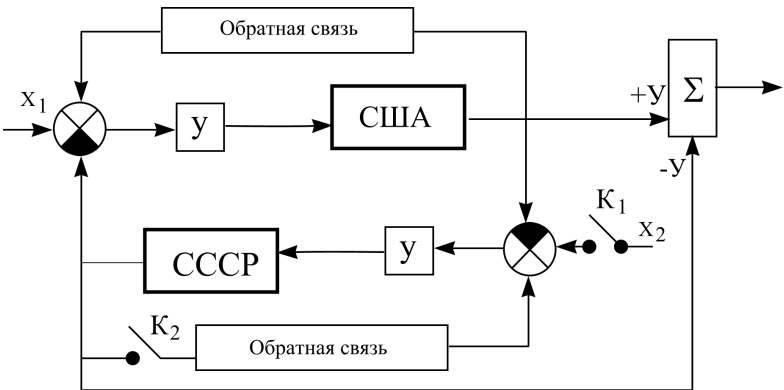 Обратная связь
X1
У
США
+У
Σ
-У
К1
X2
СССР
У
К2
Обратная связь